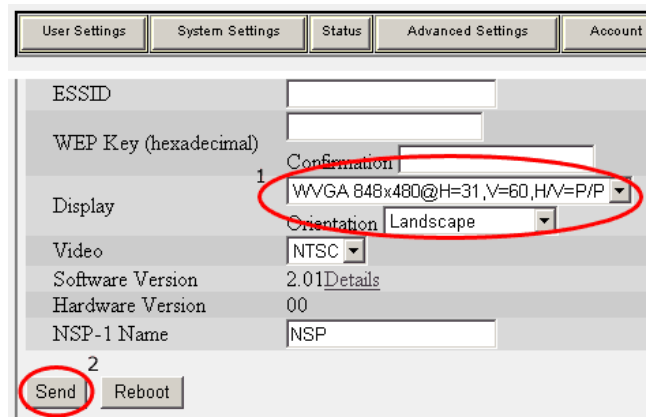 User Settings System Settings Status Advanced Settings Account
ESSID
WEP Key (hexadecimal)
Confirmation
1
WVGA 848x480@H=31,V=60,H/V=P/P
Display
Orientation Landscape
Video NTSC
Software Version 2.01Details
Hardware Version 00
NSP-1 Name NSP
2
Send Reboot